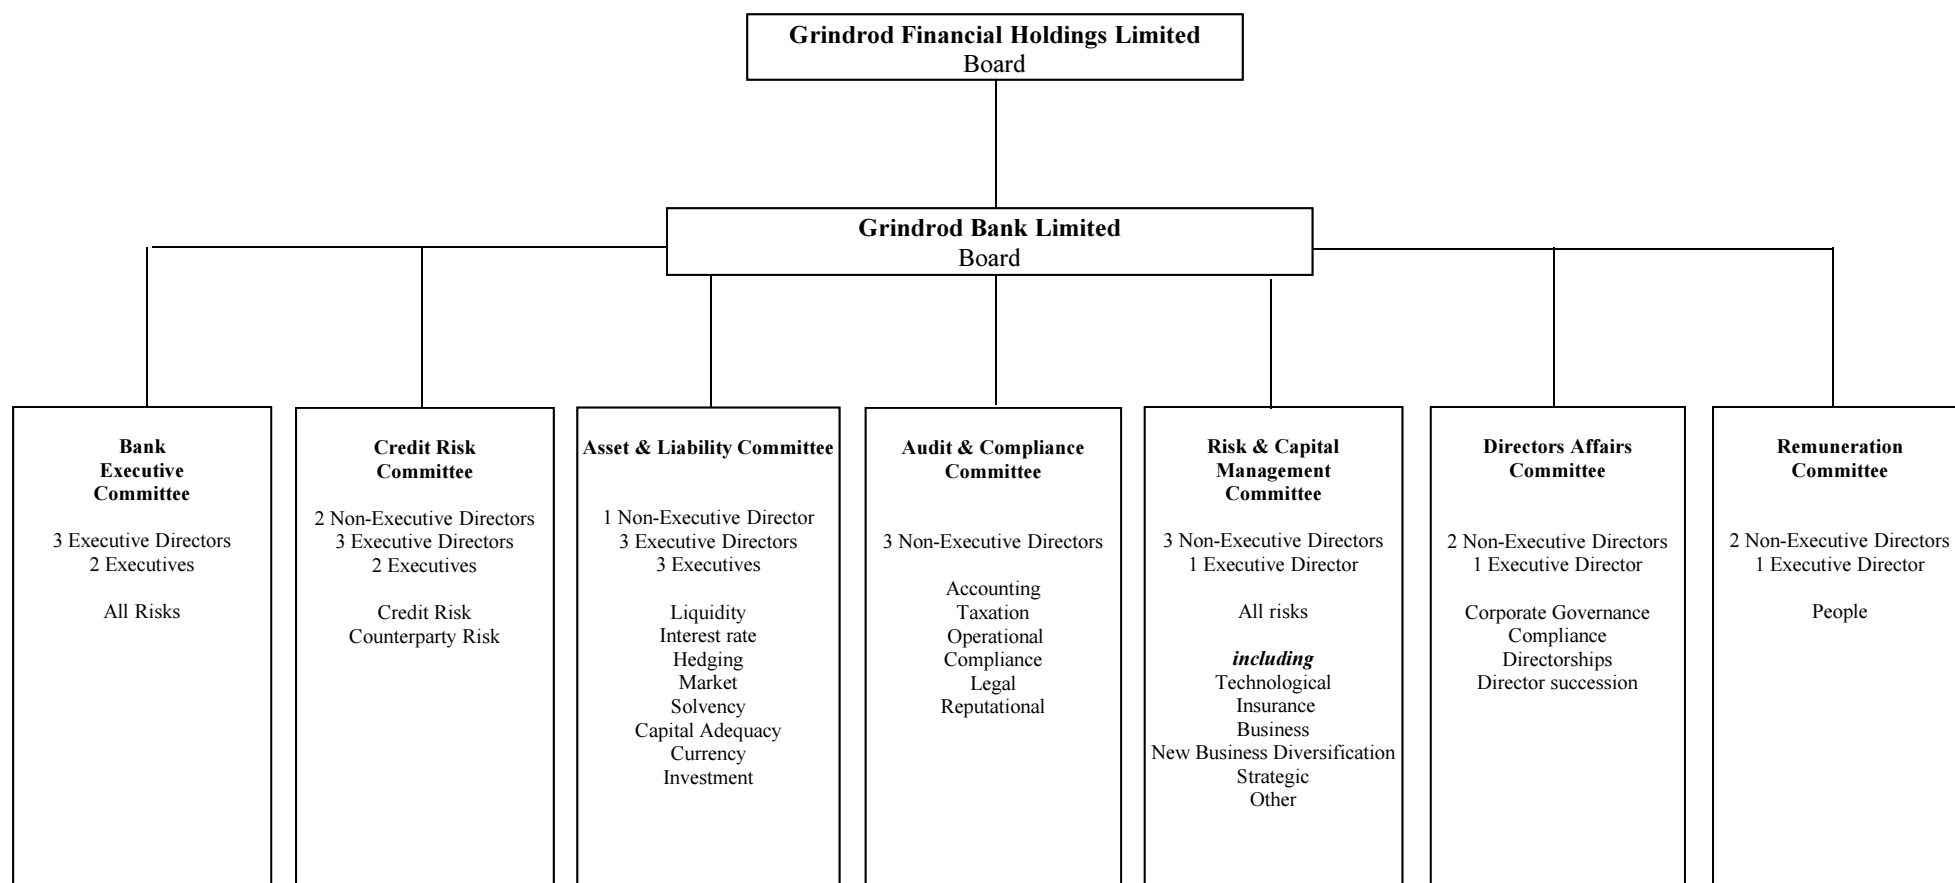 Grindrod Financial Holdings Limited
Board
Grindrod Bank Limited
Board
Bank
Executive
Committee
3 Executive Directors
2 Executives
All Risks
Credit Risk
Committee
2 Non-Executive Directors
3 Executive Directors
2 Executives
Credit Risk
Counterparty Risk
Asset & Liability Committee
1 Non-Executive Director
3 Executive Directors
3 Executives
Liquidity
Interest rate
Hedging
Market
Solvency
Capital Adequacy
Currency
Investment
Audit & Compliance
Committee
3 Non-Executive Directors
Accounting
Taxation
Operational
Compliance
Legal
Reputational
Risk & Capital
Management
Committee
3 Non-Executive Directors
1 Executive Director
All risks
including
Technological
Insurance
Business
New Business Diversification
Strategic
Other
Directors Affairs
Committee
2 Non-Executive Directors
1 Executive Director
Corporate Governance
Compliance
Directorships
Director succession
Remuneration
Committee
2 Non-Executive Directors
1 Executive Director
People